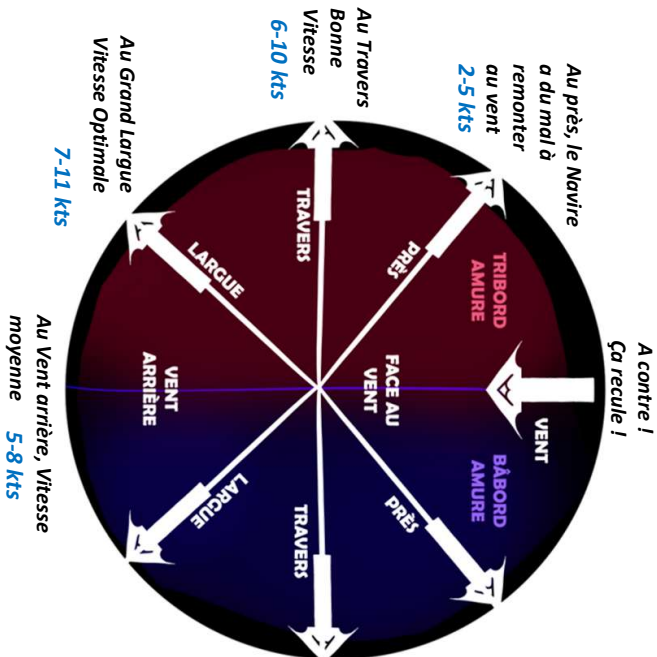 A contre !
Ça recule !
Au près, le Navire
a du mal à
remonter
au vent
2-5 kts
Au Travers
Bonne
Vitesse
6-10 kts
Au Grand Largue
Vitesse Optimale
7-11 kts
Au Vent arrière, Vitesse
moyenne 5-8 kts
VENT
TRIBORD
AMURE
BÂBORD
AMURE
PRÈS
PRÈS
FACE AU
VENT
TRAVERS
TRAVERS
LARGUE
LARGUE
VENT
ARRIÈRE